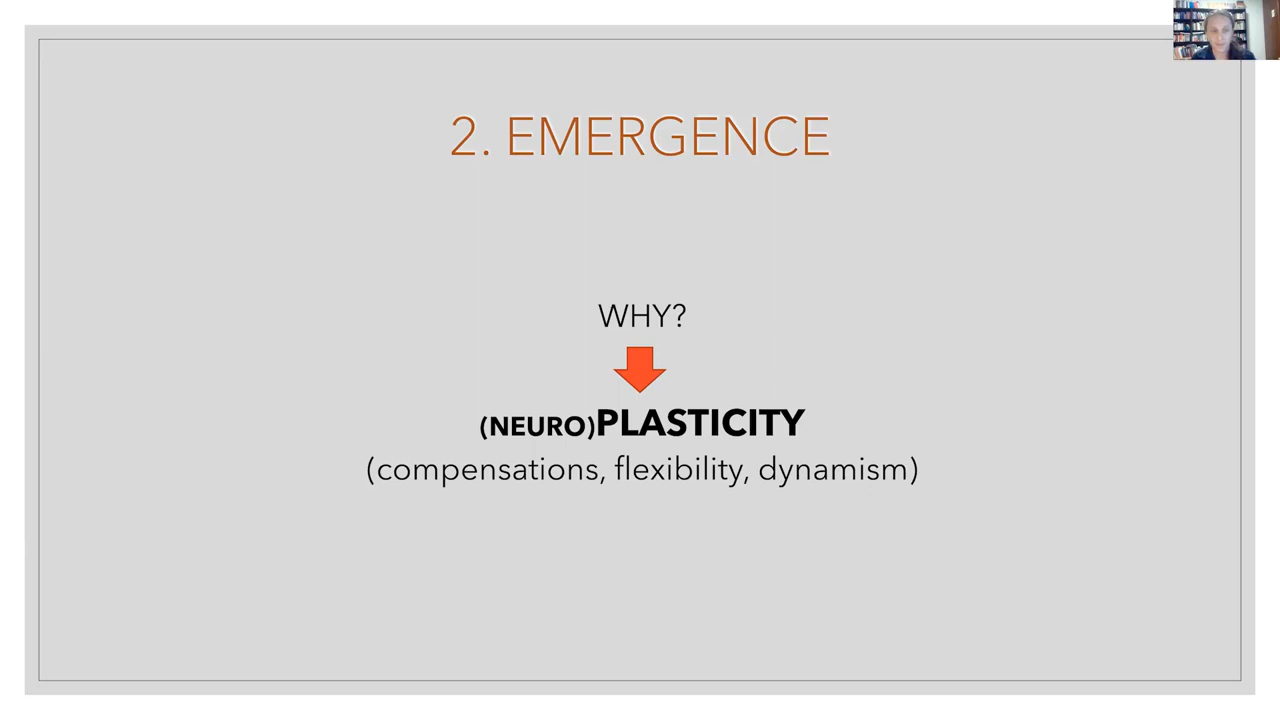 2. EMERGENCE
WHY?
(NEURO)PLASTICITY
(compensations, flexibility, dynamism)